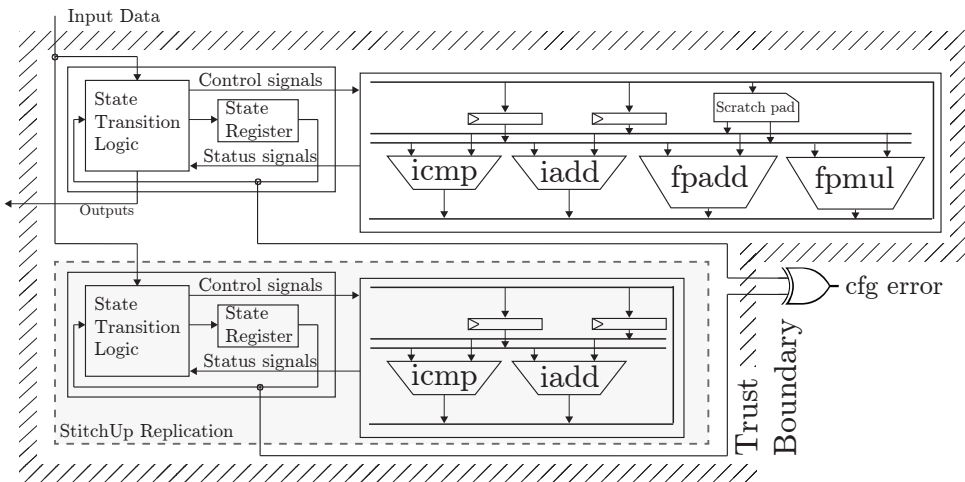 Input Data
Control signals
State
Transition
Logic
State
Register
Status signals
Outputs
Scratch pad
icmp
iadd
fpadd
fpmul
cfg error
Control signals
State
Transition
Logic
State
Register
Status signals
icmp
iadd
StitchUp Replication
Trust
Boundary